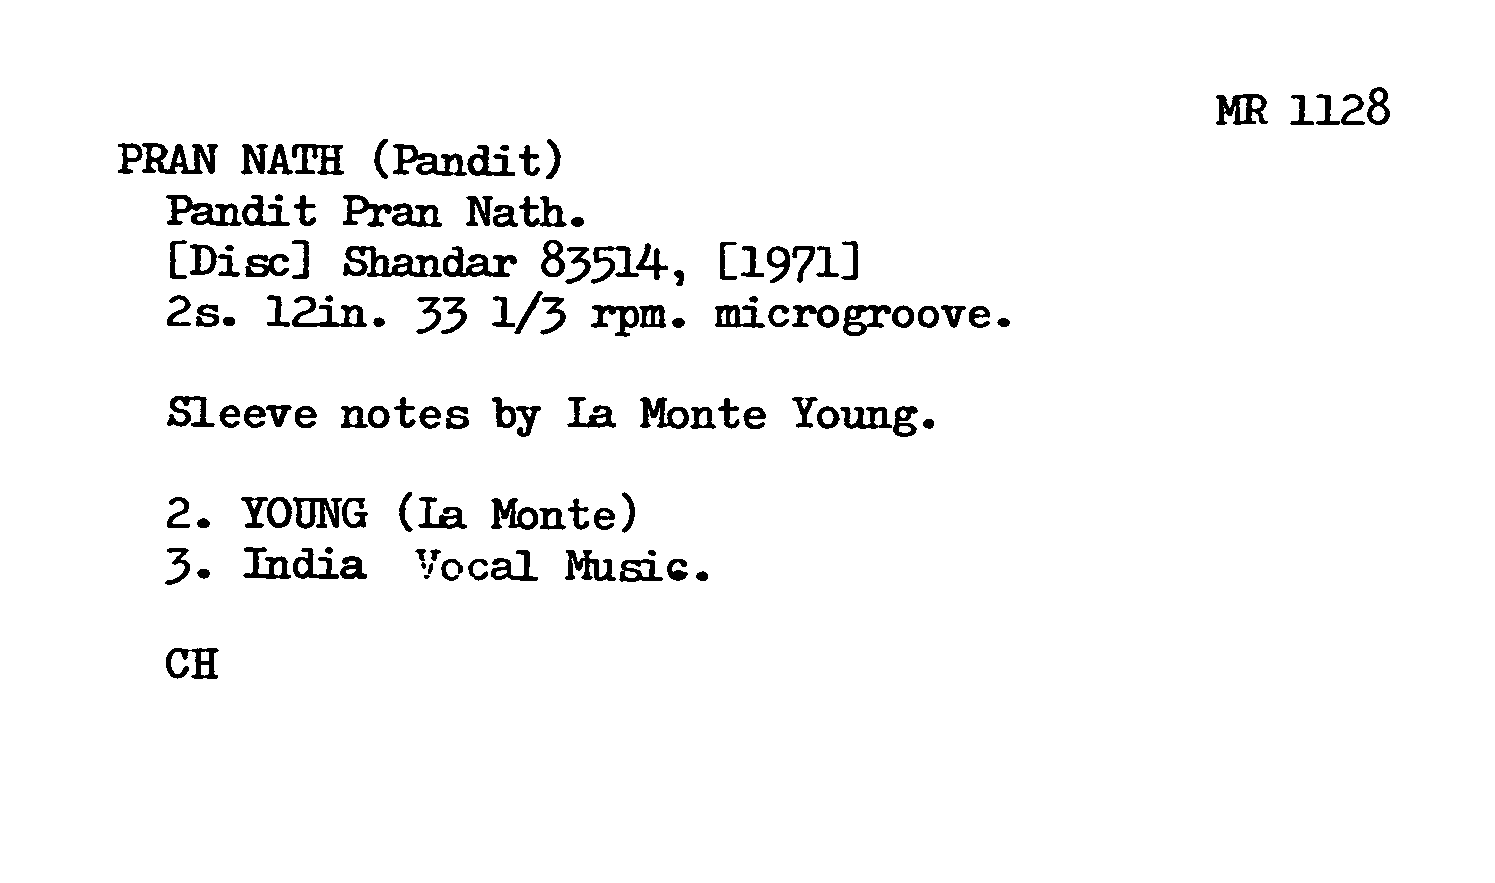 MR 1128
PRAN NATH (Pandit)
Pandit Pran Nath.
[Disc] Shandar 83514, [1971]
2s. 12in. 33 1/3 rpm. microgroove.
Sleeve notes by La Monte Young.
2. YOUNG (La Monte)
3. India Vocal Music.
CH